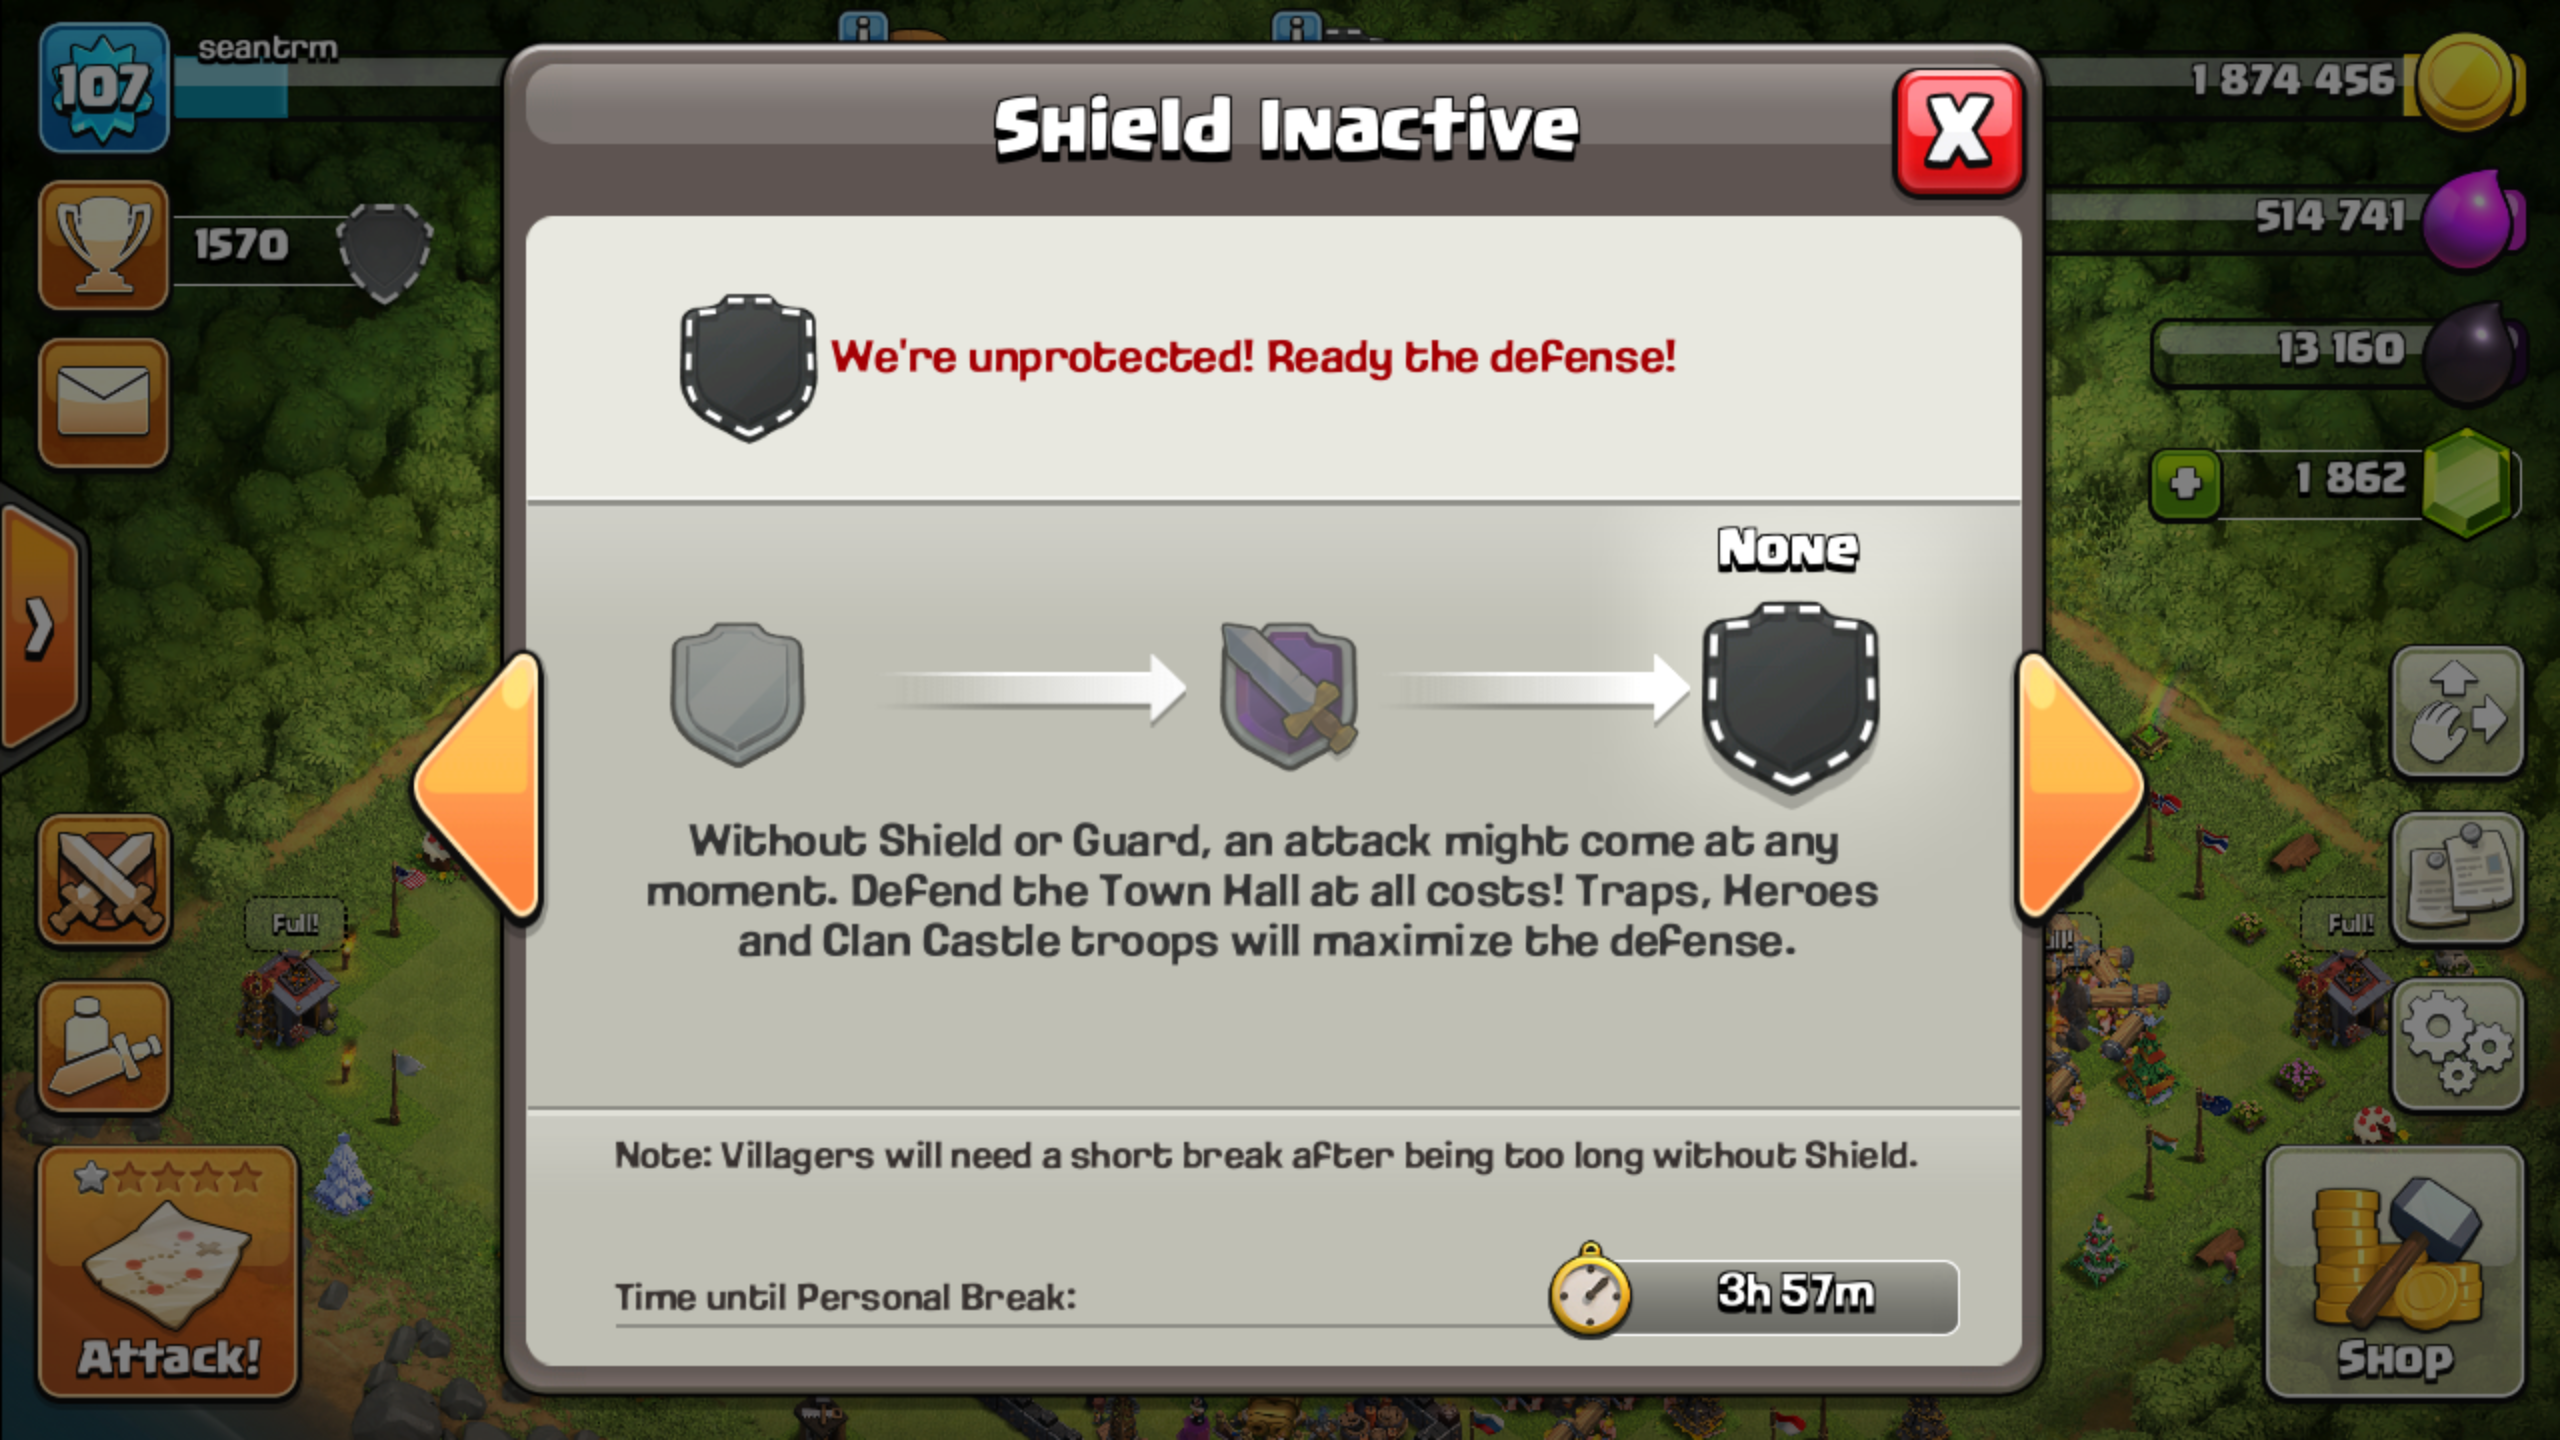 107
seantrm
1570
1 874 456
514 741
13 160
1 862
Shield Inactive
X
We're unprotected! Ready the defense!
None
Without Shield or Guard, an attack might come at any
moment. Defend the Town Hall at all costs! Traps, Heroes
and Clan Castle troops will maximize the defense.
Full!
Full!
Note: Villagers will need a short break after being too long without Shield.
Time until Personal Break:
3h 57m
Attack!
Shop